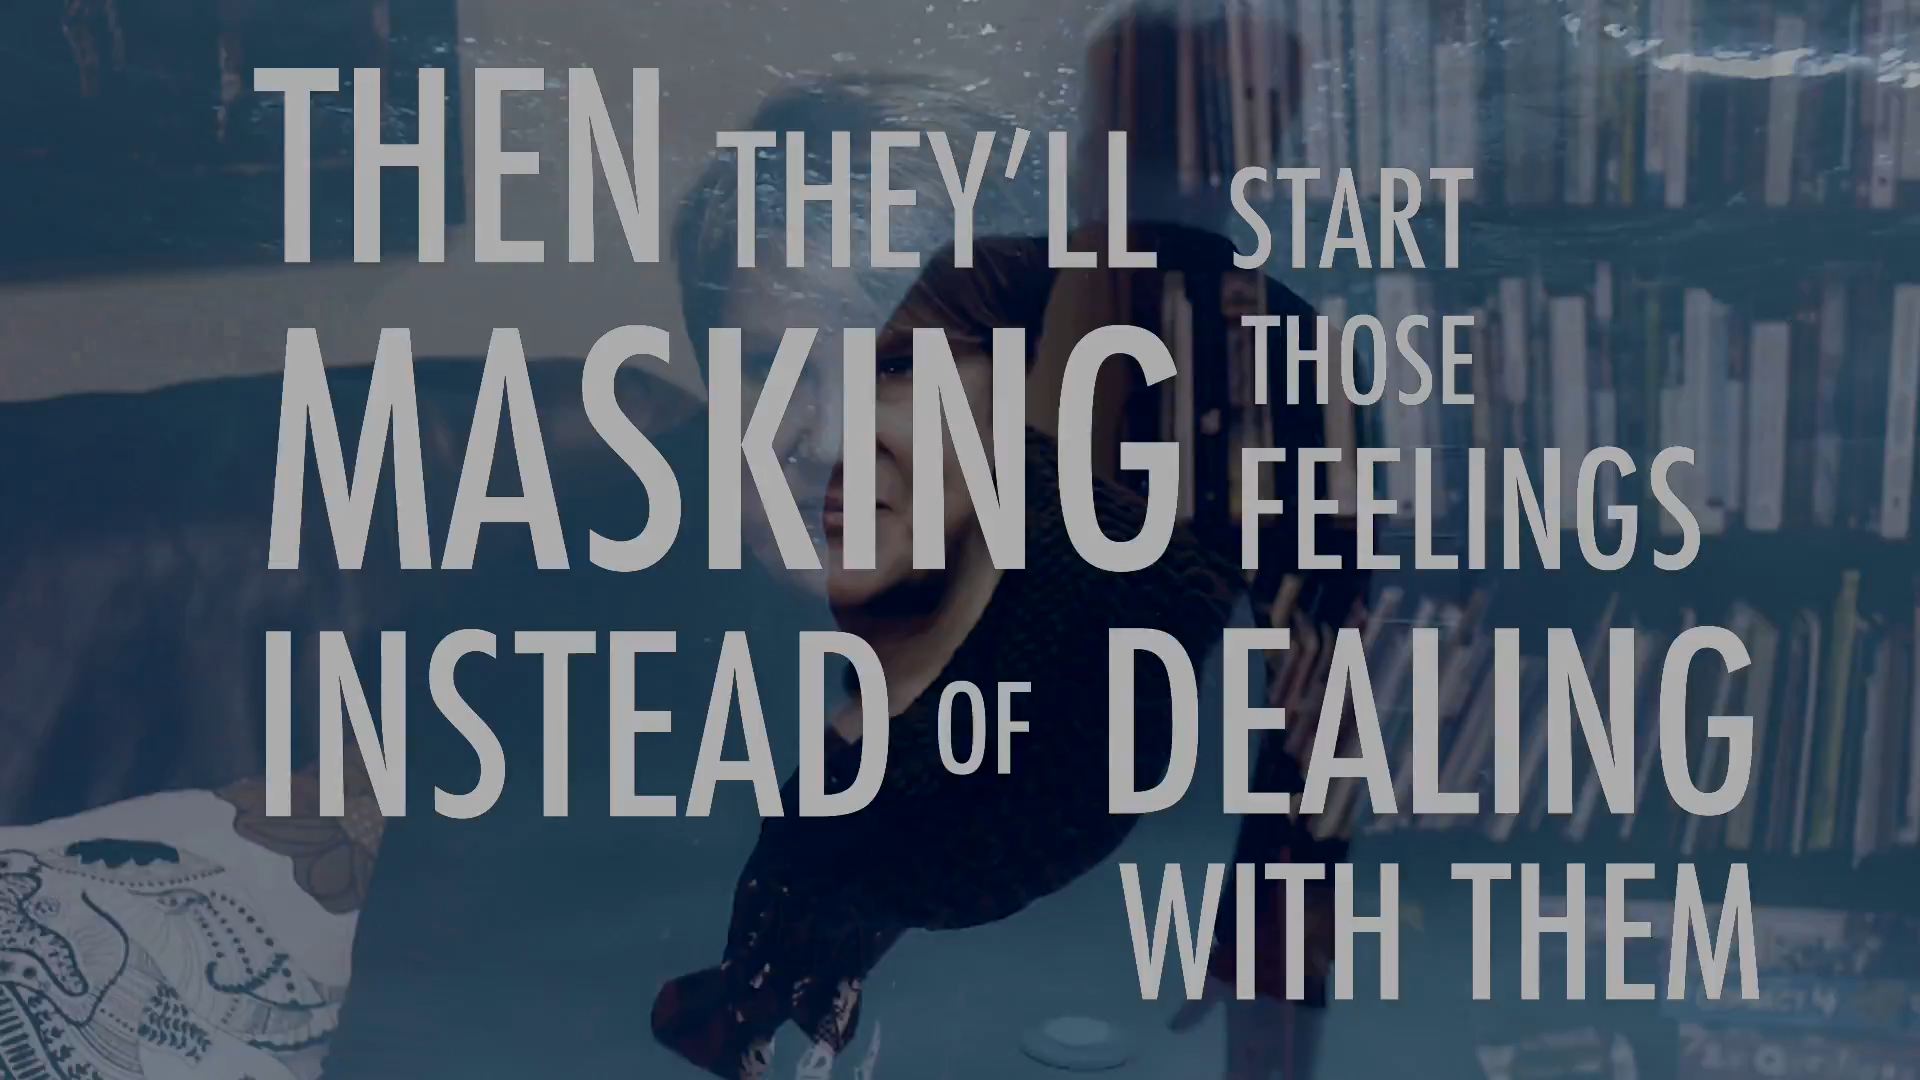 THEN THEY'LL START
MASKING THOSE
FEELINGS
INSTEAD OF DEALING
WITH THEM